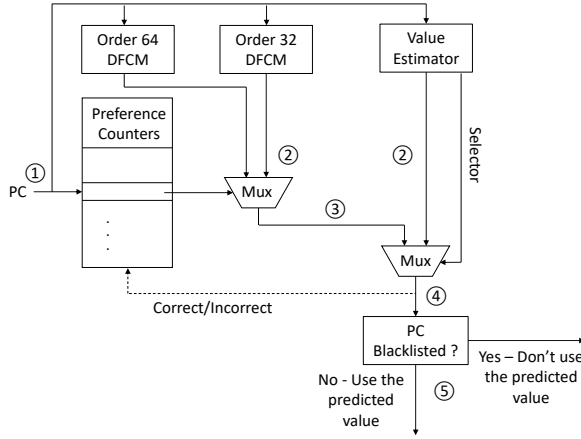 Order 64
DFCM
Order 32
DFCM
Value
Estimator
Preference
Counters
①
PC
②
②
Selector
Mux
③
.
.
.
Mux
Correct/Incorrect
④
PC
Blacklisted ?
Yes – Don't use
the predicted
value
No - Use the
predicted
value
⑤